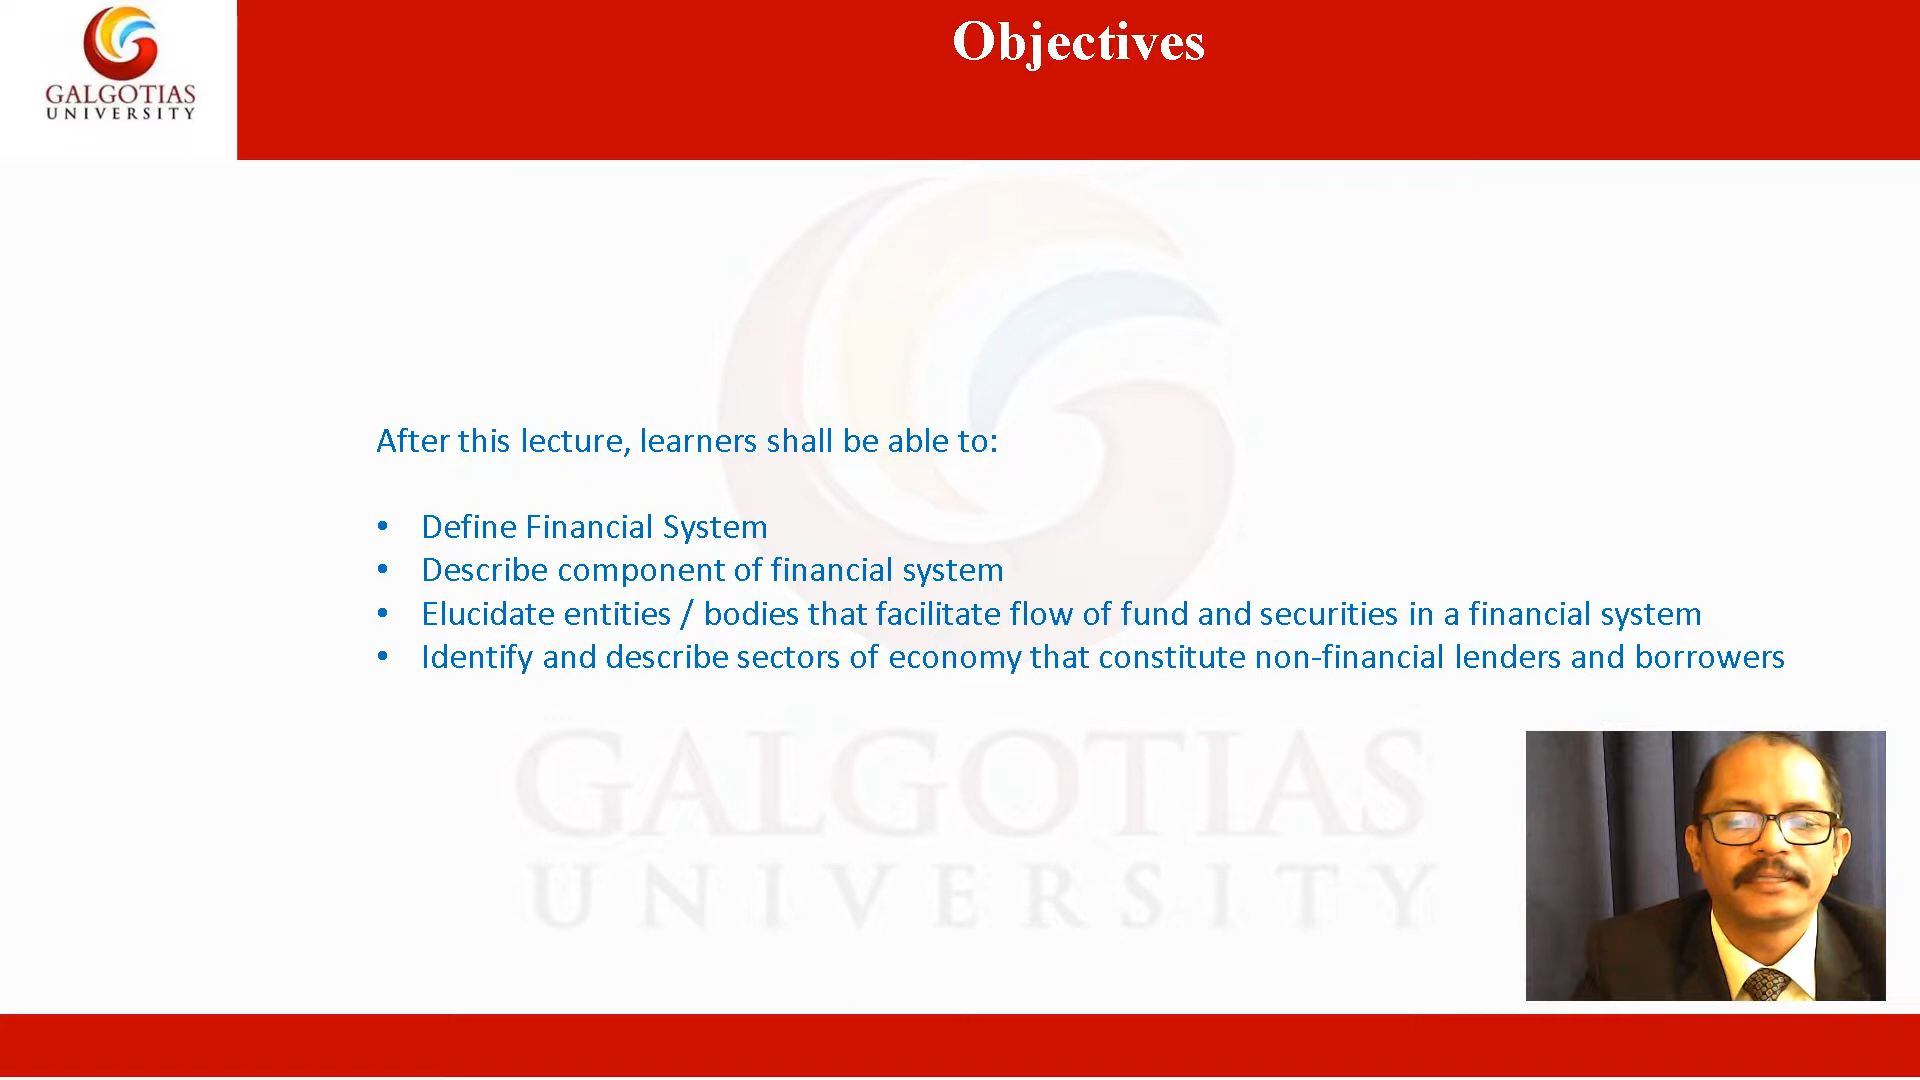 GALGOTIAS
UNIVERSITY
Objectives
After this lecture, learners shall be able to:
• Define Financial System
• Describe component of financial system
• Elucidate entities / bodies that facilitate flow of fund and securities in a financial system
• Identify and describe sectors of economy that constitute non-financial lenders and borrowers
GALGOTIAS
UNIVERSITY